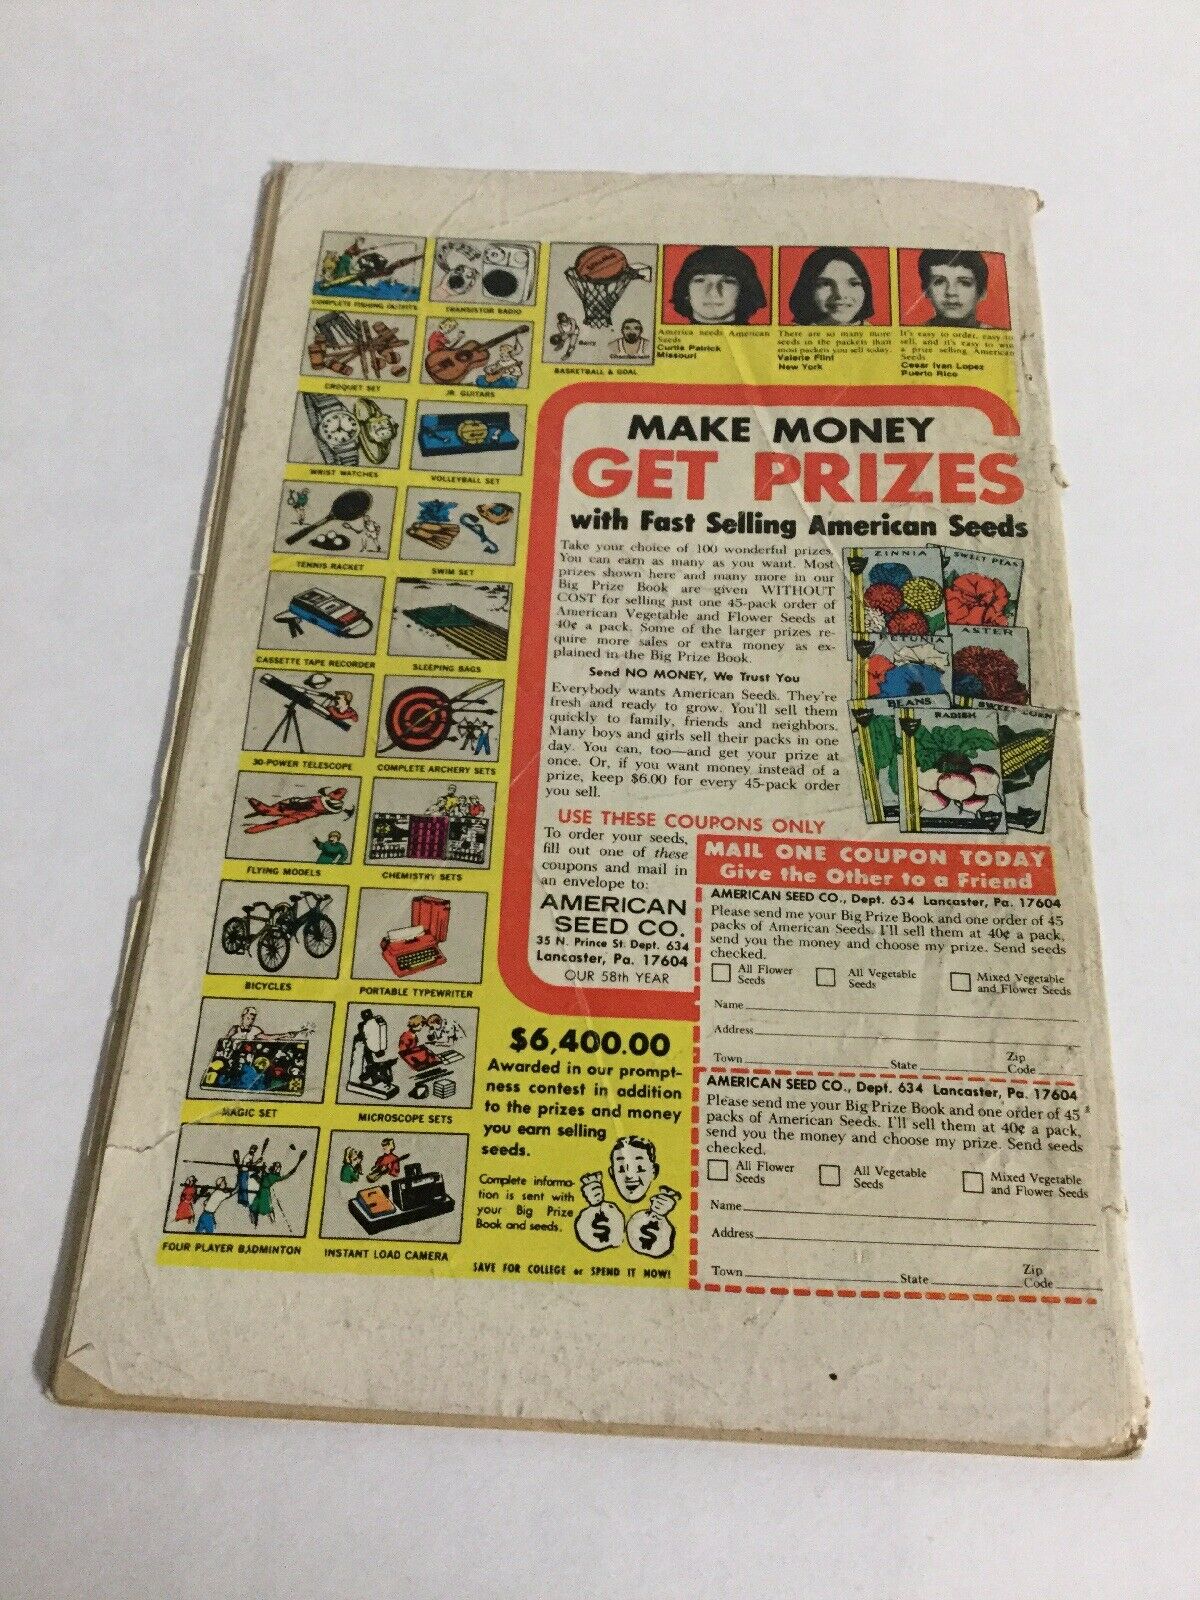 COMPLETE FISHING OUTFITS
TRANSISTOR RADIO
CROQUET SET
JR. GUITARS
WRIST WATCHES
VOLLEYBALL SET
TENNIS RACKET
SWIM SET
CASSETTE TAPE RECORDER
SLEEPING BAGS
30-POWER TELESCOPE
COMPLETE ARCHERY SETS
FLYING MODELS
CHEMISTRY SETS
BICYCLES
PORTABLE TYPEWRITER
MAGIC SET
MICROSCOPE SETS
FOUR PLAYER BADMINTON
INSTANT LOAD CAMERA
Barry
Chamberlain
BASKETBALL & GOAL
America needs American
Seeds
Curtis Patrick
Missouri
There are so many more
seeds in the packets than
most packets you sell today.
Valerie Flint
New York
It's easy to order, easy to
sell, and it's easy to win
a prize selling American
Seeds
Cesar Ivan Lopez
Puerto Rico
MAKE MONEY
GET PRIZES
with Fast Selling American Seeds
Take your choice of 100 wonderful prizes.
You can earn as many as you want. Most
prizes shown here and many more in our
Big Prize Book are given WITHOUT
COST for selling just one 45-pack order of
American Vegetable and Flower Seeds at
40¢ a pack. Some of the larger prizes re-
quire more sales or extra money as ex-
plained in the Big Prize Book.
Send NO MONEY, We Trust You
Everybody wants American Seeds. They're
fresh and ready to grow. You'll sell them
quickly to family, friends and neighbors.
Many boys and girls sell their packs in one
day. You can, too—and get your prize at
once. Or, if you want money instead of a
prize, keep $6.00 for every 45-pack order
you sell.
ZINNIA
SWEET PEAS
PETUNIA
ASTER
BEANS
RADISH
SWEET CORN
USE THESE COUPONS ONLY
To order your seeds,
fill out one of these
coupons and mail in
an envelope to:
AMERICAN
SEED CO.
35 N. Prince St. Dept. 634
Lancaster, Pa. 17604
OUR 58th YEAR
MAIL ONE COUPON TODAY
Give the Other to a Friend
AMERICAN SEED CO., Dept. 634 Lancaster, Pa. 17604
Please send me your Big Prize Book and one order of 45
packs of American Seeds. I'll sell them at 40¢ a pack,
send you the money and choose my prize. Send seeds
checked.
All Flower
Seeds
All Vegetable
Seeds
Mixed Vegetable
and Flower Seeds
Name
Address
Town State Zip Code
AMERICAN SEED CO., Dept. 634 Lancaster, Pa. 17604
Please send me your Big Prize Book and one order of 45
packs of American Seeds. I'll sell them at 40¢ a pack,
send you the money and choose my prize. Send seeds
checked.
All Flower
Seeds
All Vegetable
Seeds
Mixed Vegetable
and Flower Seeds
Name
Address
Town State Zip Code
$6,400.00
Awarded in our prompt-
ness contest in addition
to the prizes and money
you earn selling
seeds.
Complete informa-
tion is sent with
your Big Prize
Book and seeds.
$ $
SAVE FOR COLLEGE or SPEND IT NOW!